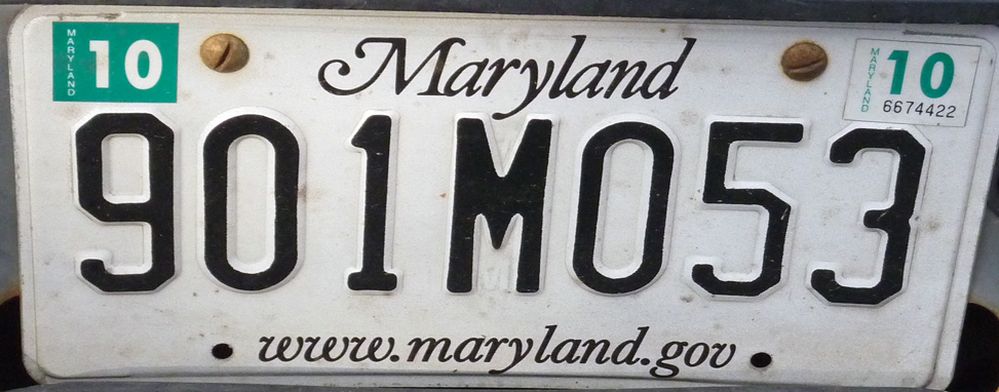 MARYLAND 10
Maryland
MARYLAND 10
6674422
901M053
www.maryland.gov